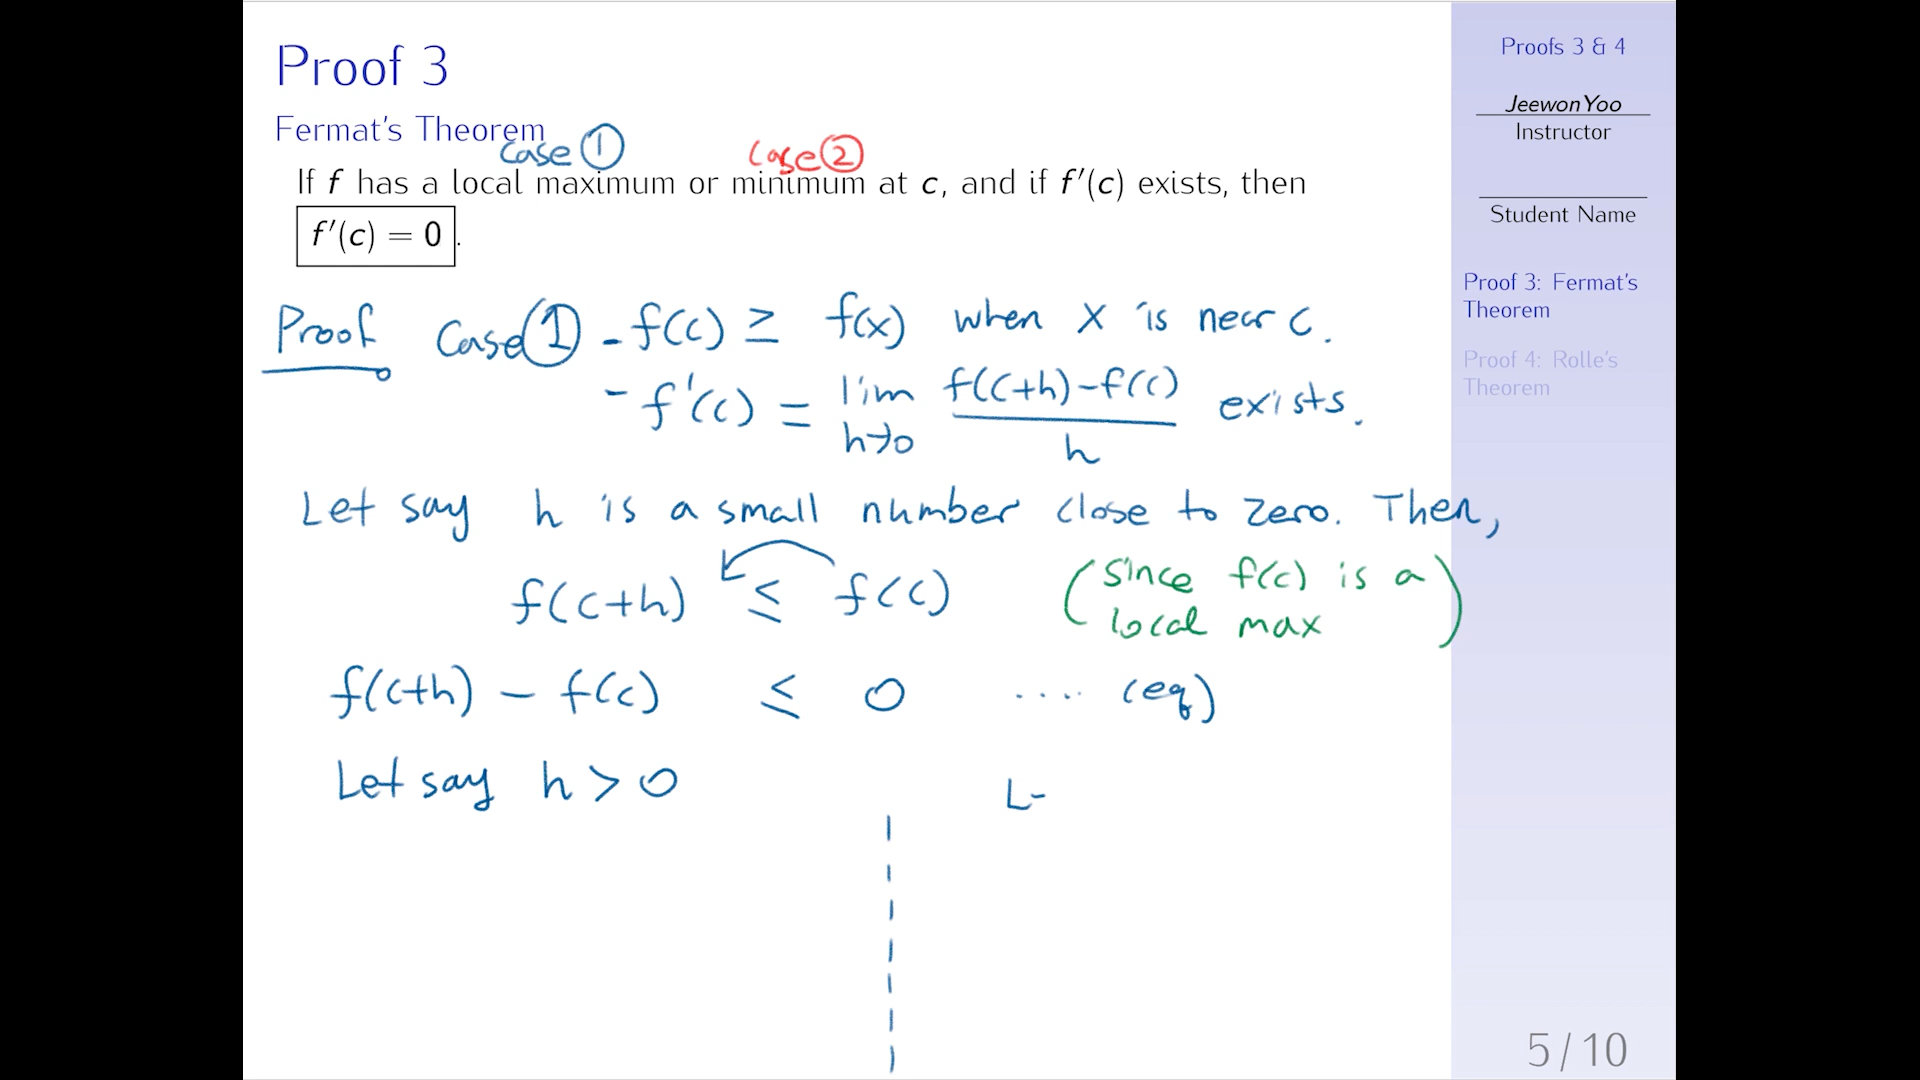 Proof 3
Fermat's Theorem
Case ① Case ②
If f has a local maximum or minimum at c, and if f′(c) exists, then
f′(c) = 0.
Proof Case ① - f(c) ≥ f(x) when x is near c.
- f'(c) = lim h→0 f(c+h)-f(c) / h exists.
Let say h is a small number close to zero. Then,
f(c+h) ≤ f(c) (since f(c) is a local max)
f(c+h) - f(c) ≤ 0 .... (eq)
Let say h > 0 L-
Proofs 3 & 4
Jeewon Yoo
Instructor
Student Name
Proof 3: Fermat's
Theorem
Proof 4: Rolle's
Theorem
5/10